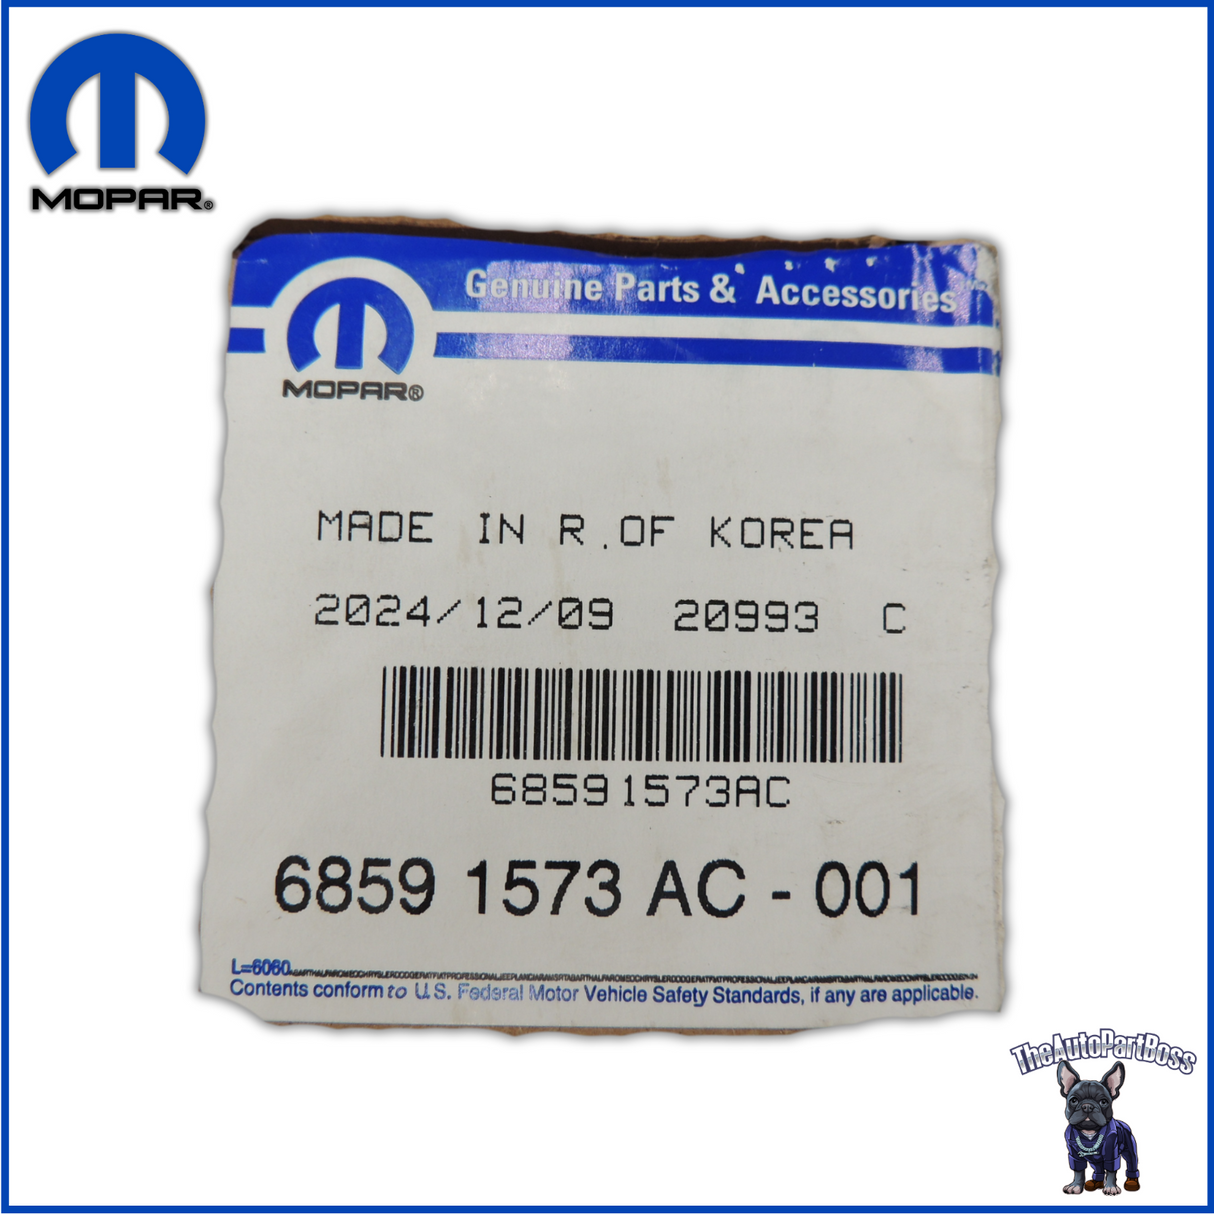 MOPAR®
Genuine Parts & Accessories
MOPAR®
MADE IN R.OF KOREA
2024/12/09 20993 C
68591573AC
6859 1573 AC - 001
L=6060
Contents conform to U.S. Federal Motor Vehicle Safety Standards, if any are applicable.
TheAutoPartBoss